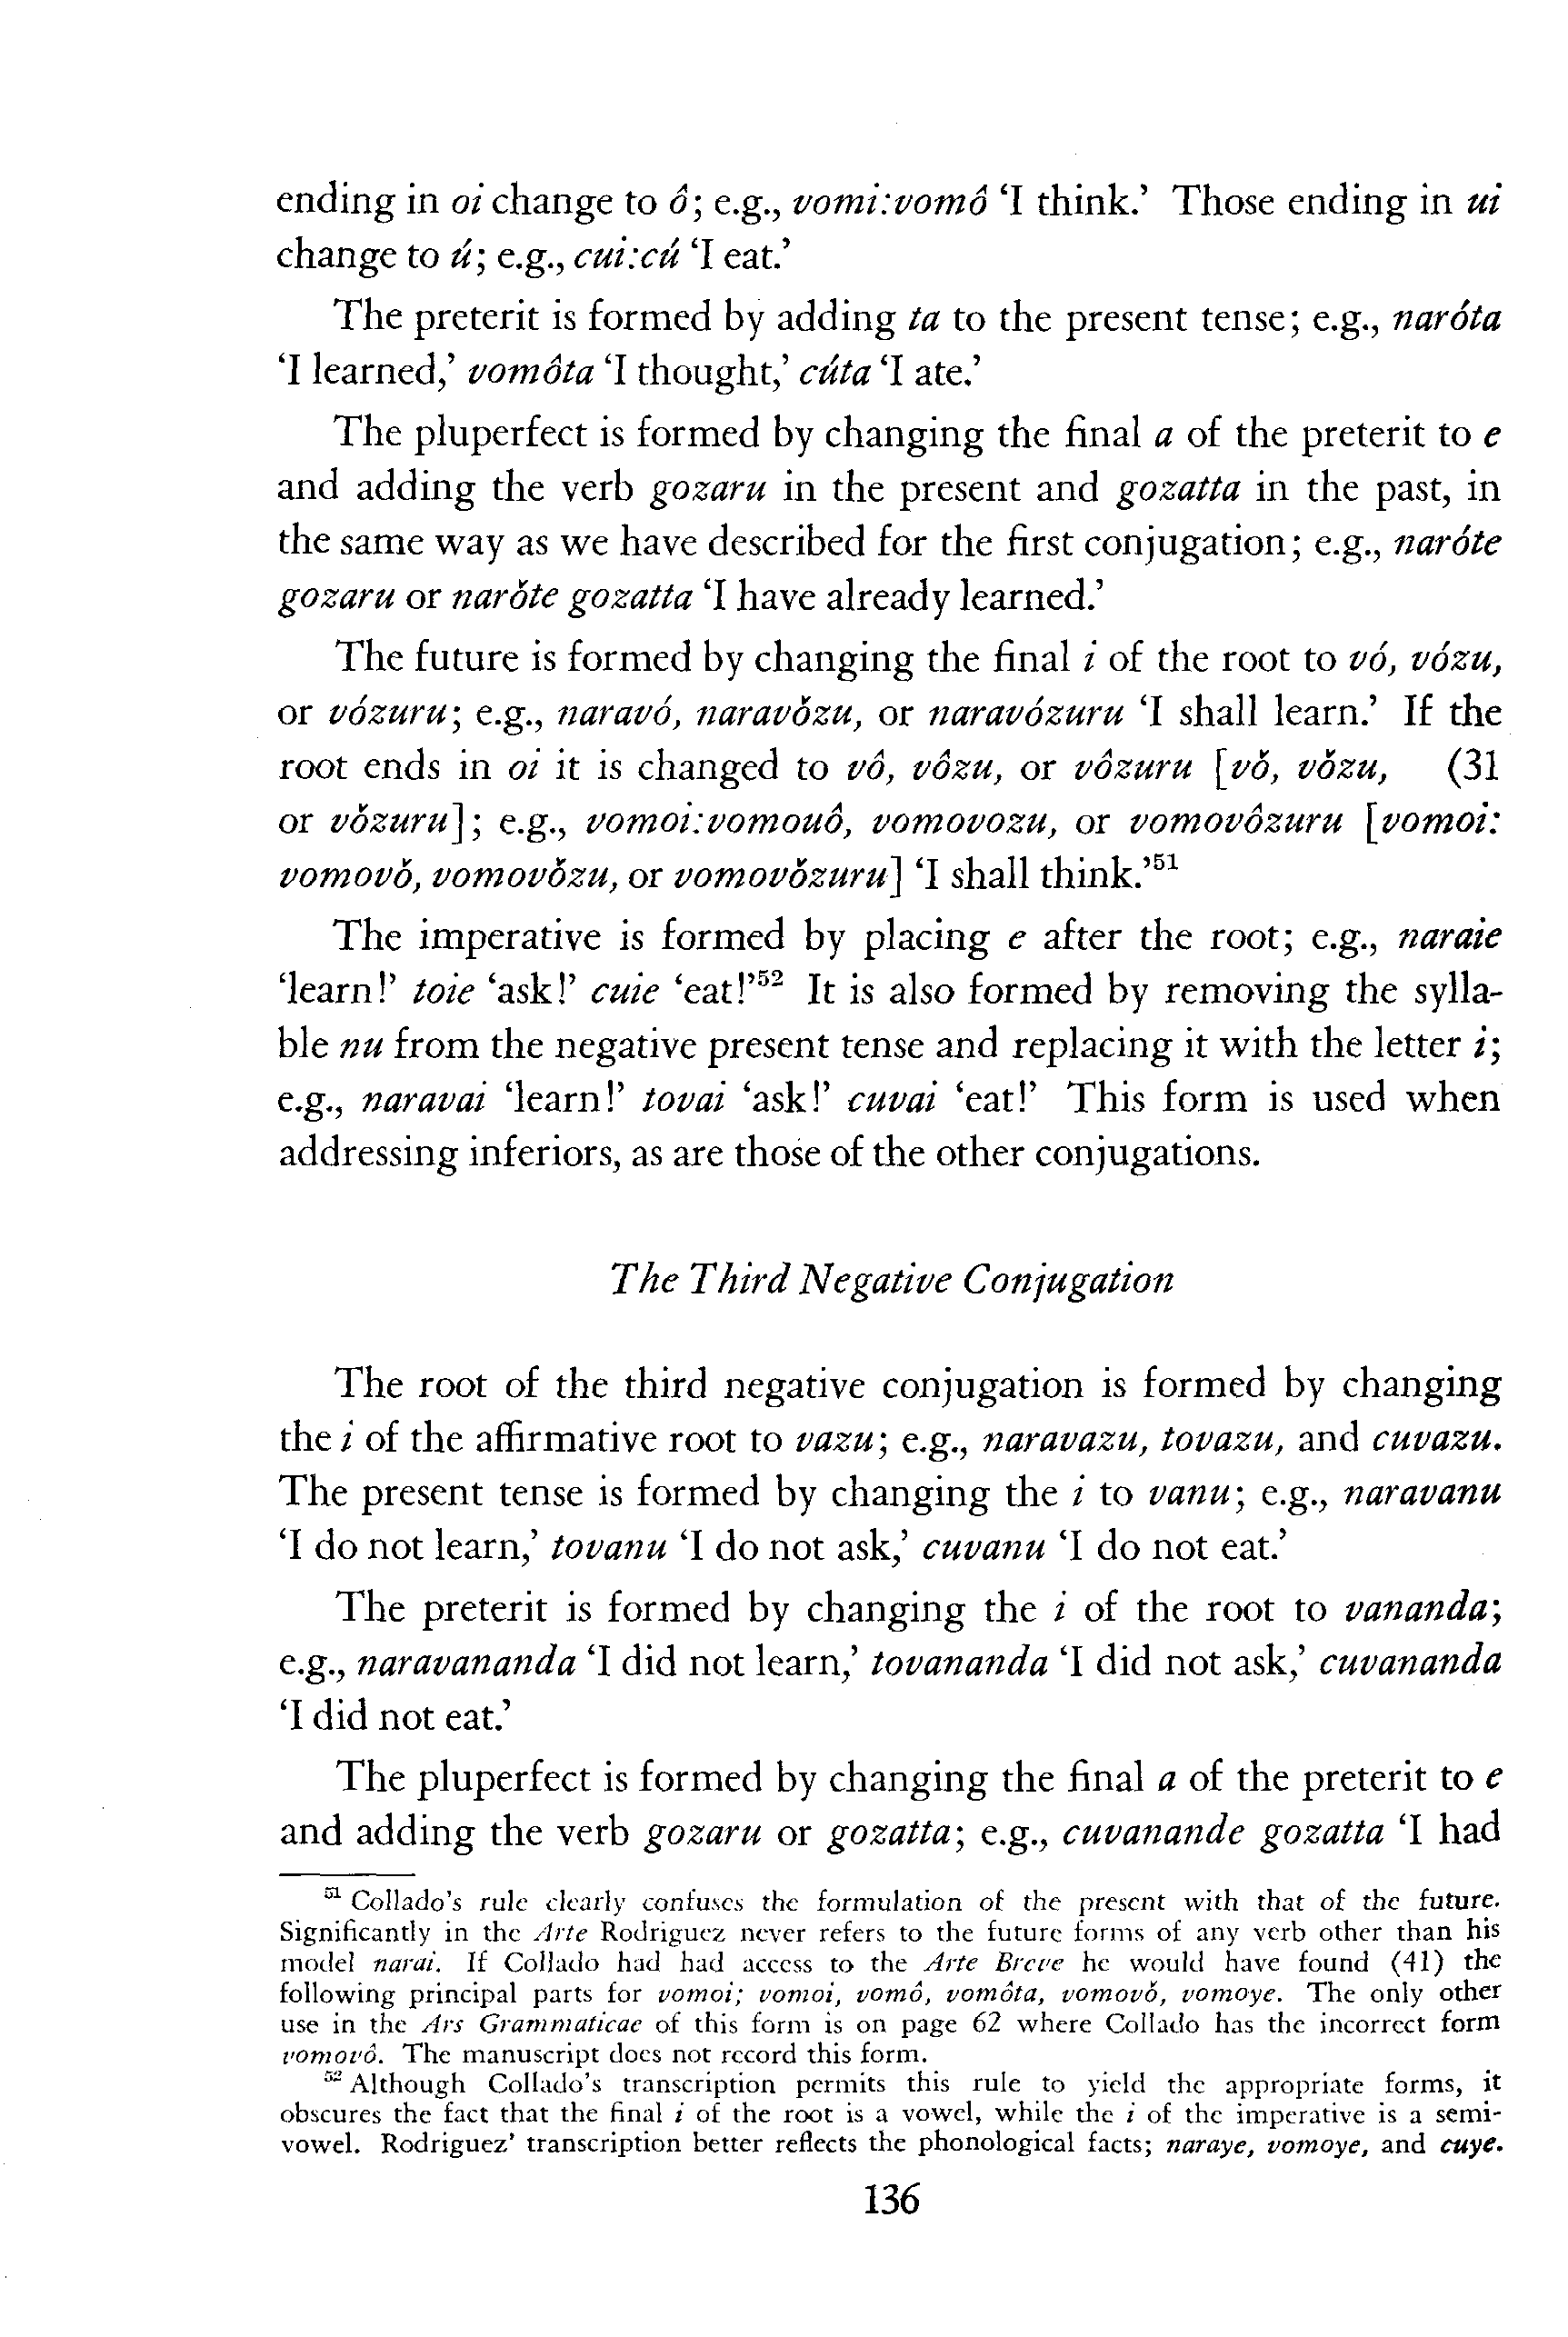 ending in oi change to ô; e.g., vomi:vomô ‘I think.’ Those ending in ui
change to ú; e.g., cui:cú ‘I eat.’
The preterit is formed by adding ta to the present tense; e.g., naróta
‘I learned,’ vomôta ‘I thought,’ cúta ‘I ate.’
The pluperfect is formed by changing the final a of the preterit to e
and adding the verb gozaru in the present and gozatta in the past, in
the same way as we have described for the first conjugation; e.g., naróte
gozaru or narŏte gozatta ‘I have already learned.’
The future is formed by changing the final i of the root to vó, vózu,
or vózuru; e.g., naravó, naravŏzu, or naravózuru ‘I shall learn.’ If the
root ends in oi it is changed to vô, vôzu, or vôzuru [vŏ, vŏzu, (31
or vŏzuru]; e.g., vomoi:vomouô, vomovozu, or vomovôzuru [vomoi:
vomovŏ, vomovŏzu, or vomovŏzuru] ‘I shall think.’51
The imperative is formed by placing e after the root; e.g., naraie
‘learn!’ toie ‘ask!’ cuie ‘eat!’52 It is also formed by removing the sylla-
ble nu from the negative present tense and replacing it with the letter i;
e.g., naravai ‘learn!’ tovai ‘ask!’ cuvai ‘eat!’ This form is used when
addressing inferiors, as are those of the other conjugations.
The Third Negative Conjugation
The root of the third negative conjugation is formed by changing
the i of the affirmative root to vazu; e.g., naravazu, tovazu, and cuvazu.
The present tense is formed by changing the i to vanu; e.g., naravanu
‘I do not learn,’ tovanu ‘I do not ask,’ cuvanu ‘I do not eat.’
The preterit is formed by changing the i of the root to vananda;
e.g., naravananda ‘I did not learn,’ tovananda ‘I did not ask,’ cuvananda
‘I did not eat.’
The pluperfect is formed by changing the final a of the preterit to e
and adding the verb gozaru or gozatta; e.g., cuvanande gozatta ‘I had
51 Collado's rule clearly confuses the formulation of the present with that of the future.
Significantly in the Arte Rodriguez never refers to the future forms of any verb other than his
model narai. If Collado had had access to the Arte Breve he would have found (41) the
following principal parts for vomoi; vomoi, vomô, vomôta, vomovŏ, vomoye. The only other
use in the Ars Grammaticae of this form is on page 62 where Collado has the incorrect form
vomovô. The manuscript does not record this form.
52 Although Collado's transcription permits this rule to yield the appropriate forms, it
obscures the fact that the final i of the root is a vowel, while the i of the imperative is a semi-
vowel. Rodriguez' transcription better reflects the phonological facts; naraye, vomoye, and cuye.
136